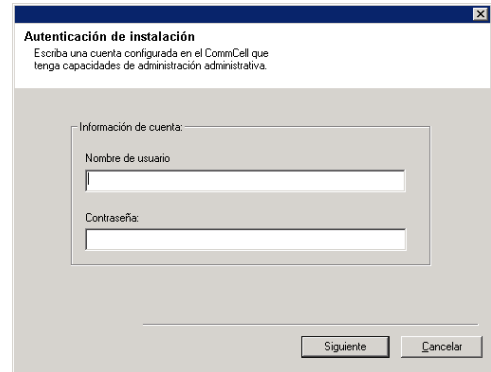 Autenticación de instalación
Escriba una cuenta configurada en el CommCell que
tenga capacidades de administración administrativa.
Información de cuenta:
Nombre de usuario
Contraseña:
Siguiente
Cancelar